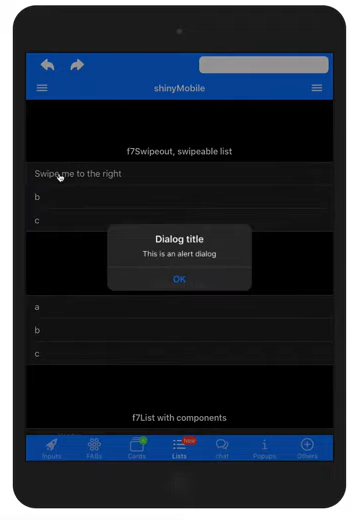 shinyMobile
f7Swipeout, swipeable list
Swipe me to the right
b
c
Dialog title
This is an alert dialog
OK
a
b
c
f7List with components
New
Inputs
FABs
Cards
Lists
chat
Popups
Others